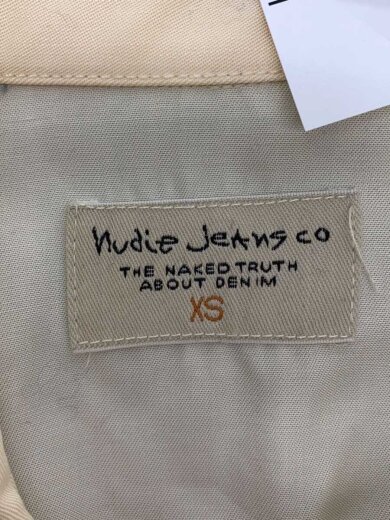 Nudie Jeans co
THE NAKED TRUTH
ABOUT DENIM
XS